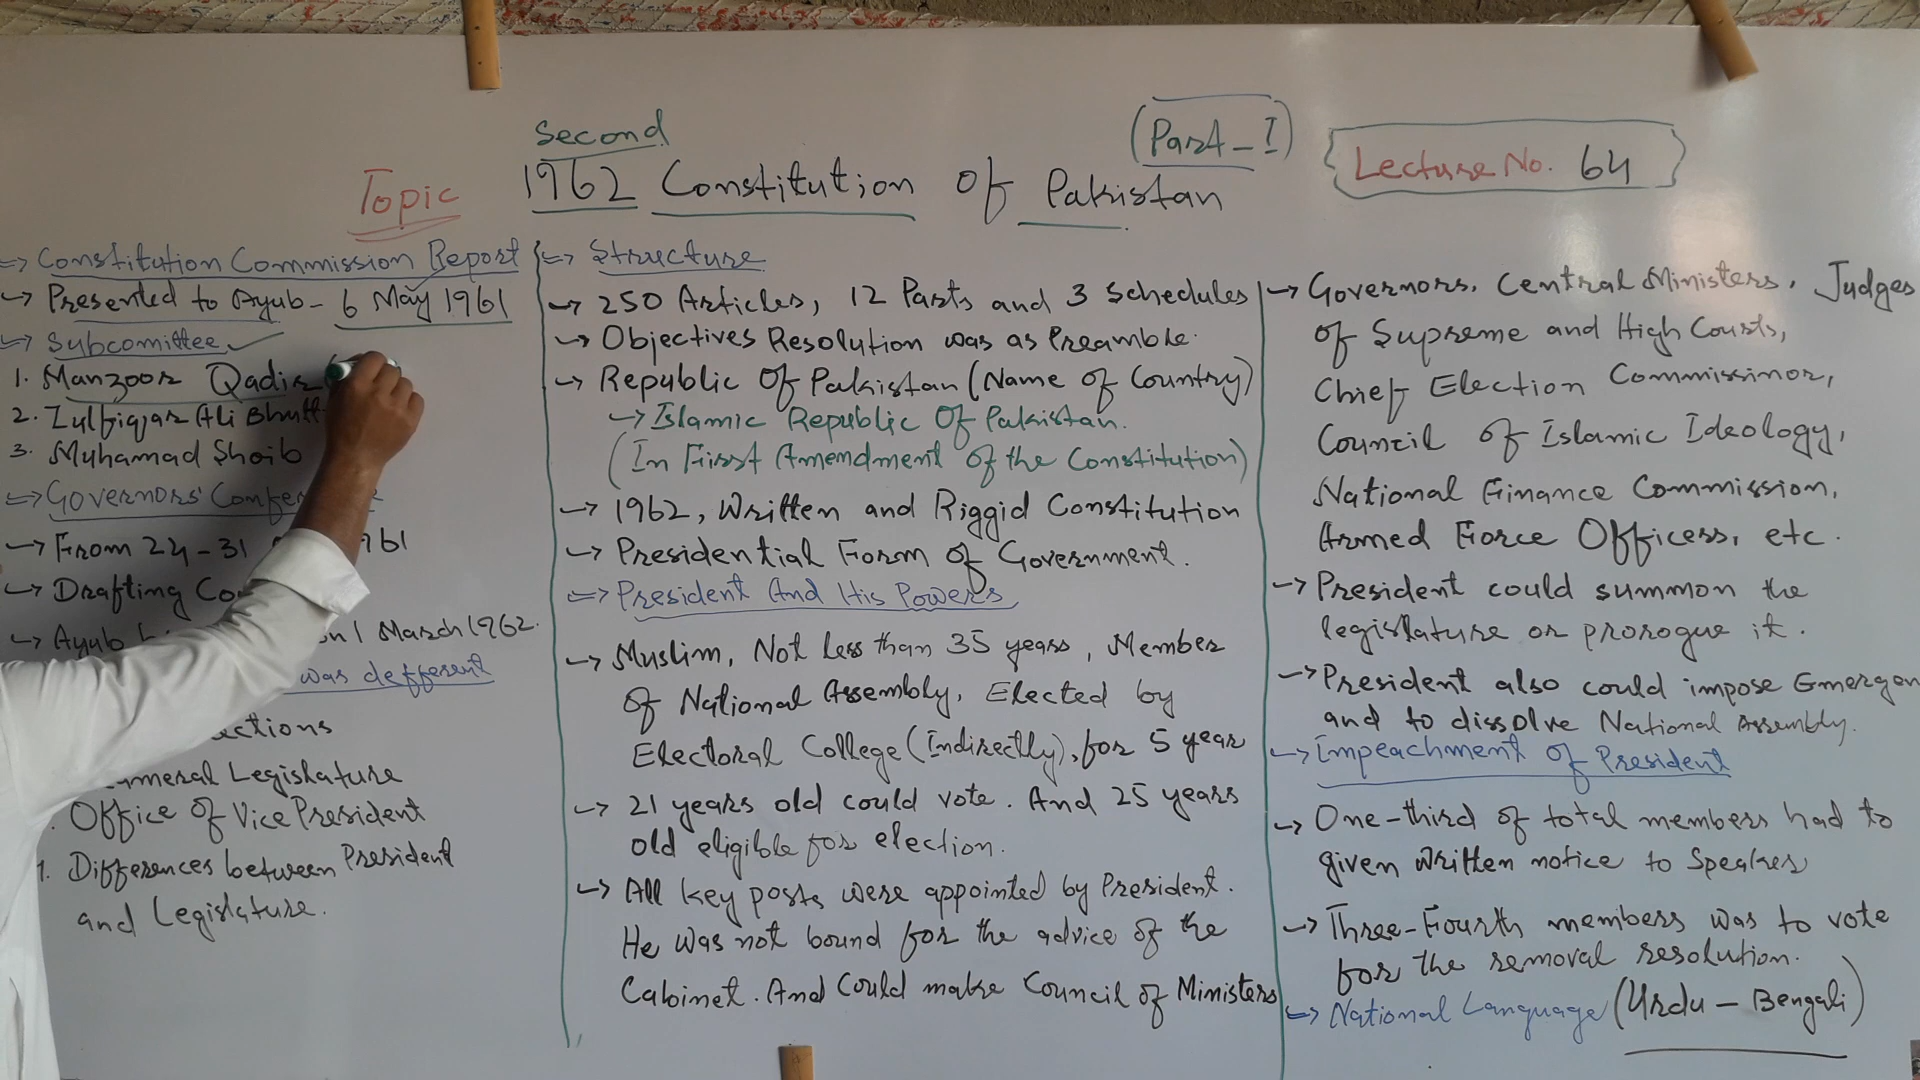 Second
(Part-I)
Lecture No. 64
Topic
1962 Constitution Of Pakistan
=> Constitution Commission Report
-> Presented to Ayub - 6 May 1961
-> Subcomittee
1. Manzoor Qadir (
2. Zulfiqar Ali Bhutt
3. Muhamad Shoib
=> Governors' Confe
-> From 24-31 1961
-> Drafting Co
-> Ayub on 1 March 1962.
was defferent
ections
ameral Legislature
Office Of Vice President
Differences between President
and Legislature.
=> Structure
-> 250 Articles, 12 Parts and 3 Schedules
-> Objectives Resolution was as Preamble.
-> Republic Of Pakistan (Name of Country)
-> Islamic Republic Of Pakistan.
(In First Amendment Of the Constitution)
-> 1962, Written and Riggid Constitution
-> Presidential Form of Government.
=> President And His Powers
-> Muslim, Not less than 35 years, Member
Of National Assembly, Elected by
Electoral College (Indirectly), for 5 year
-> 21 years old could vote. And 25 years
old eligible for election.
-> All key posts were appointed by President.
He was not bound for the advice of the
Cabinet. And Could make Council of Ministers
-> Governors, Central Ministers, Judges
of Supreme and High Courts,
Chief Election Commissinor,
Council of Islamic Ideology,
National Finance Commission,
Armed Force Officers, etc.
-> President could summon the
legislature or prorogue it.
-> President also could impose Emergen
and to dissolve National Assembly.
-> Impeachment of President
-> One-third of total members had to
given written notice to Speaker
-> Three-Fourth members was to vote
for the removal resolution.
=> National Language (Urdu - Bengali)